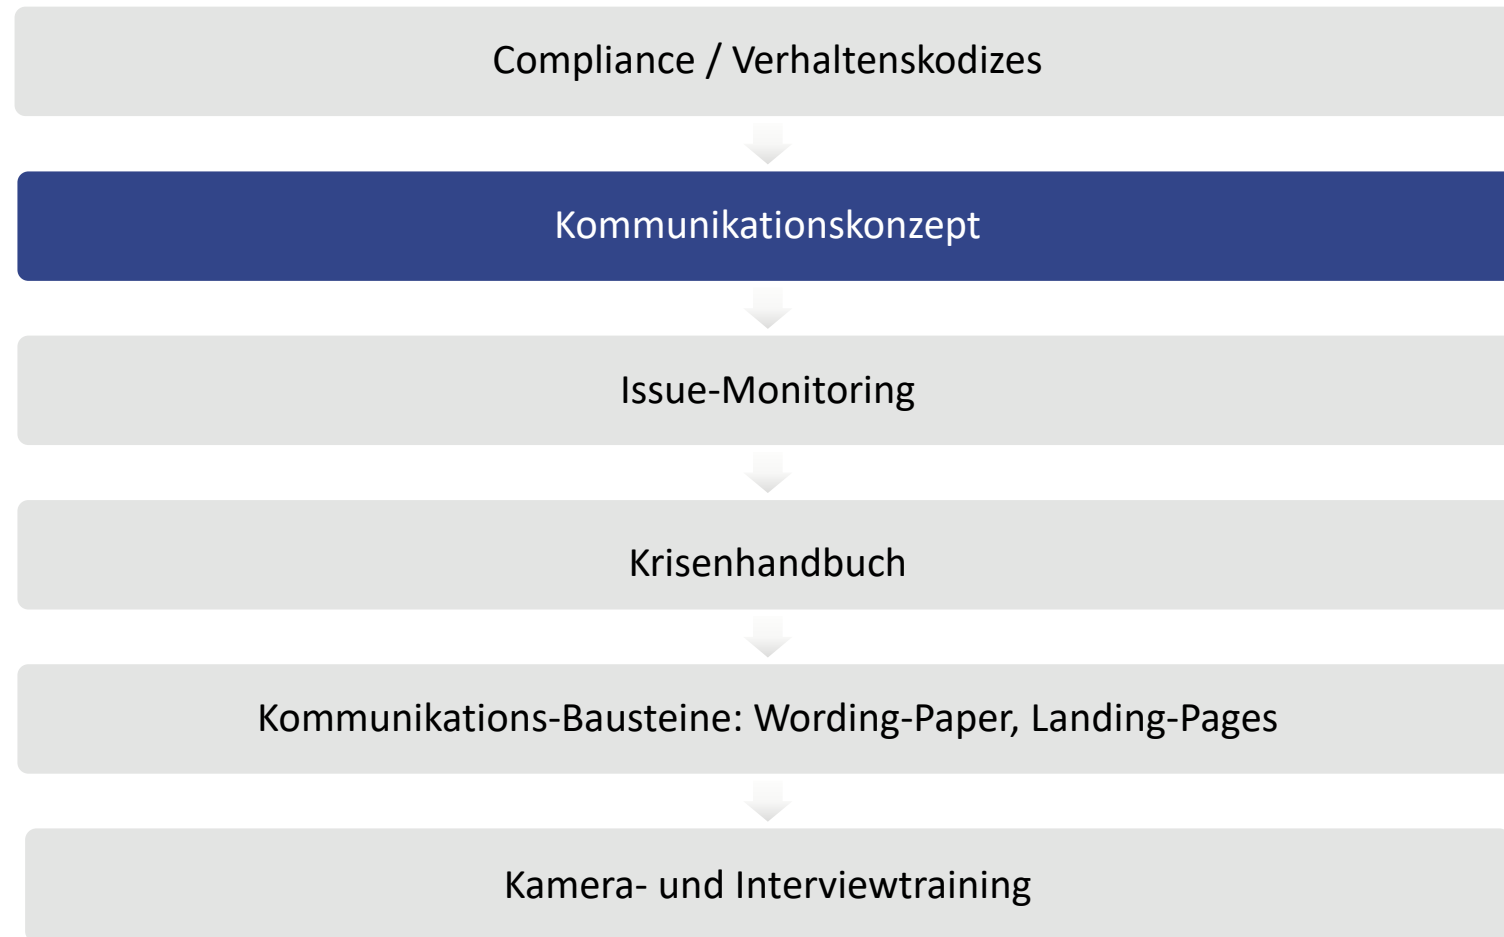 Compliance / Verhaltenskodizes
Kommunikationskonzept
Issue-Monitoring
Krisenhandbuch
Kommunikations-Bausteine: Wording-Paper, Landing-Pages
Kamera- und Interviewtraining